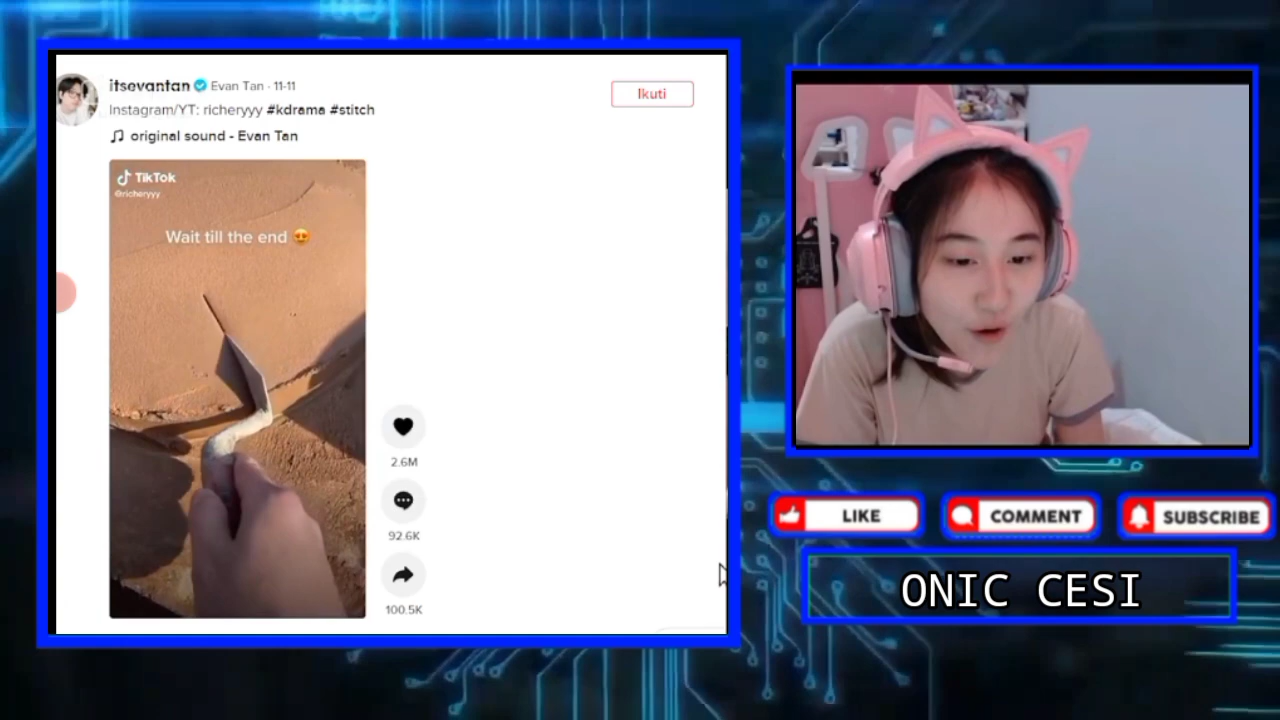 itsevantan Evan Tan · 11-11
Instagram/YT: richeryyy #kdrama #stitch
original sound - Evan Tan
Ikuti
TikTok
@richeryyy
Wait till the end
2.6M
92.6K
100.5K
LIKE
COMMENT
SUBSCRIBE
ONIC CESI